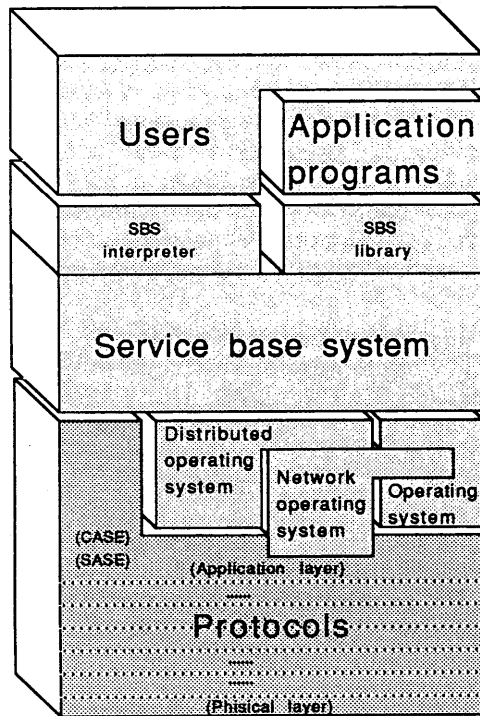 Users
Application
programs
SBS
interpreter
SBS
library
Service base system
Distributed
operating
system
Network
operating
system
Operating
system
(CASE)
(SASE)
(Application layer)
Protocols
(Phisical layer)